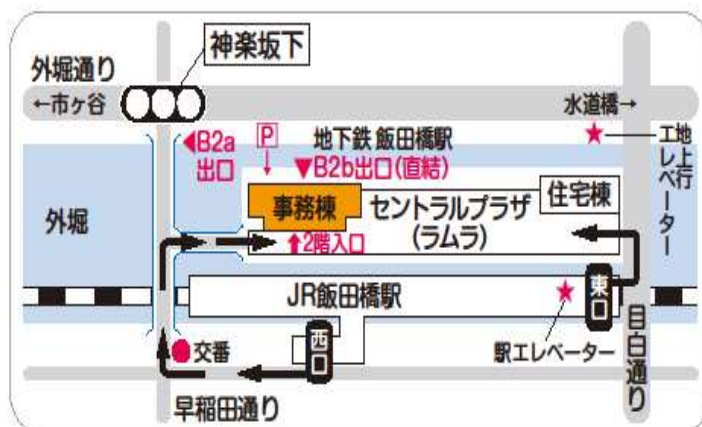 神楽坂下
外堀通り
←市ヶ谷
水道橋→
◀B2a
出口
P
地下鉄 飯田橋駅
▼B2b出口(直結)
地上行
エレベーター
住宅棟
事務棟
セントラルプラザ
(ラムラ)
外堀
⬆2階入口
JR飯田橋駅
東口
西口
交番
駅エレベーター
目白通り
早稲田通り